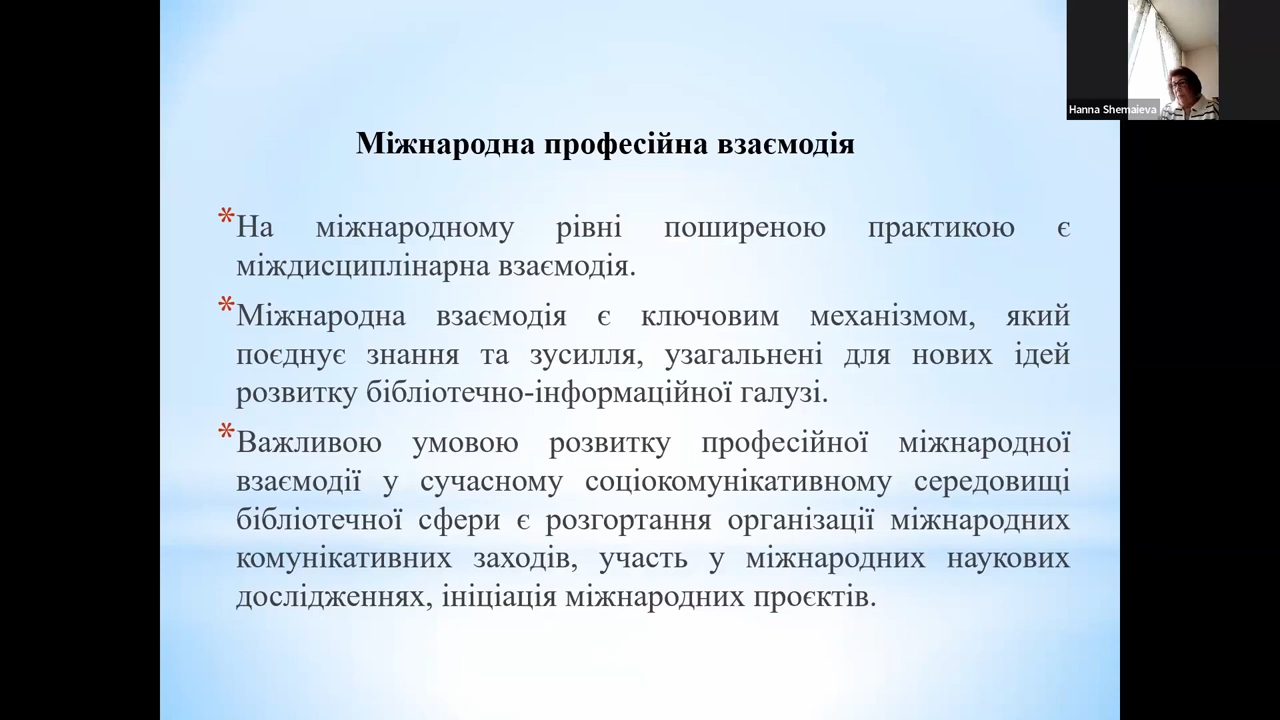 Hanna Shemaieva
Міжнародна професійна взаємодія
*На міжнародному рівні поширеною практикою є
міждисциплінарна взаємодія.
*Міжнародна взаємодія є ключовим механізмом, який
поєднує знання та зусилля, узагальнені для нових ідей
розвитку бібліотечно-інформаційної галузі.
*Важливою умовою розвитку професійної міжнародної
взаємодії у сучасному соціокомунікативному середовищі
бібліотечної сфери є розгортання організації міжнародних
комунікативних заходів, участь у міжнародних наукових
дослідженнях, ініціація міжнародних проєктів.